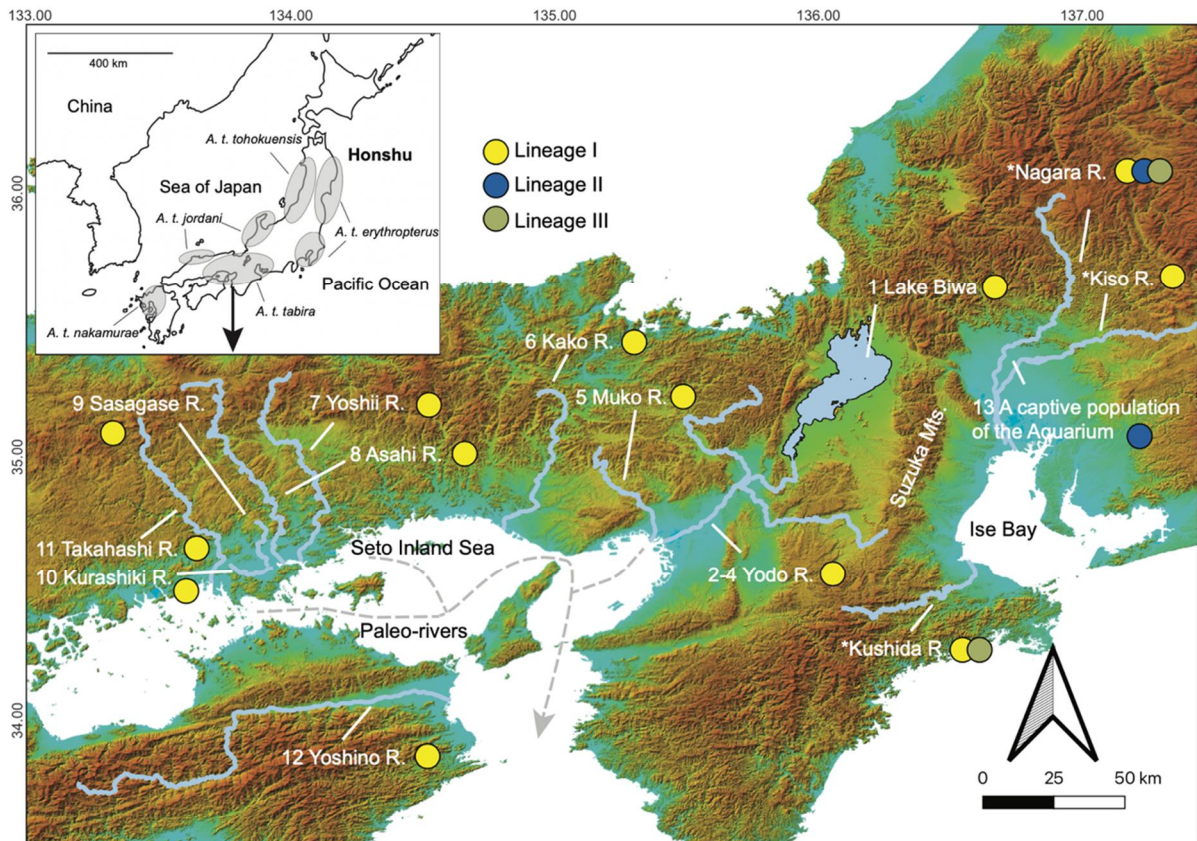 133.00
134.00
135.00
136.00
137.00
36.00
35.00
34.00
400 km
China
A. t. tohokuensis
Honshu
Sea of Japan
A. t. jordani
A. t. erythropterus
Pacific Ocean
A. t. tabira
A. t. nakamurae
Lineage I
Lineage II
Lineage III
*Nagara R.
*Kiso R.
1 Lake Biwa
6 Kako R.
5 Muko R.
9 Sasagase R.
7 Yoshii R.
8 Asahi R.
13 A captive population
of the Aquarium
Suzuka Mts.
11 Takahashi R.
10 Kurashiki R.
Seto Inland Sea
Ise Bay
2-4 Yodo R.
Paleo-rivers
*Kushida R.
12 Yoshino R.
0 25 50 km